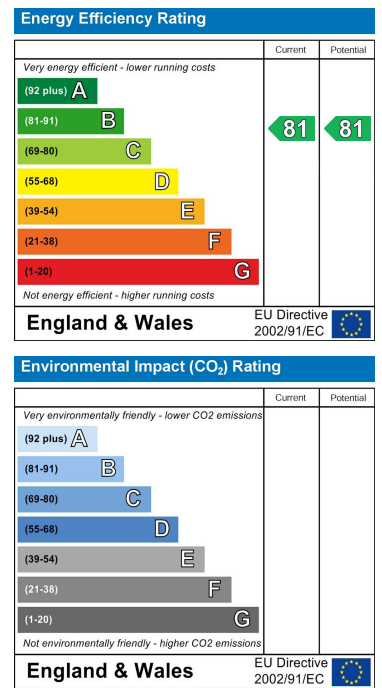 Energy Efficiency Rating
Current Potential
Very energy efficient - lower running costs
(92 plus) A
(81-91) B
81 81
(69-80) C
(55-68) D
(39-54) E
(21-38) F
(1-20) G
Not energy efficient - higher running costs
England & Wales
EU Directive
2002/91/EC
Environmental Impact (CO₂) Rating
Current Potential
Very environmentally friendly - lower CO2 emissions
(92 plus) A
(81-91) B
(69-80) C
(55-68) D
(39-54) E
(21-38) F
(1-20) G
Not environmentally friendly - higher CO2 emissions
England & Wales
EU Directive
2002/91/EC